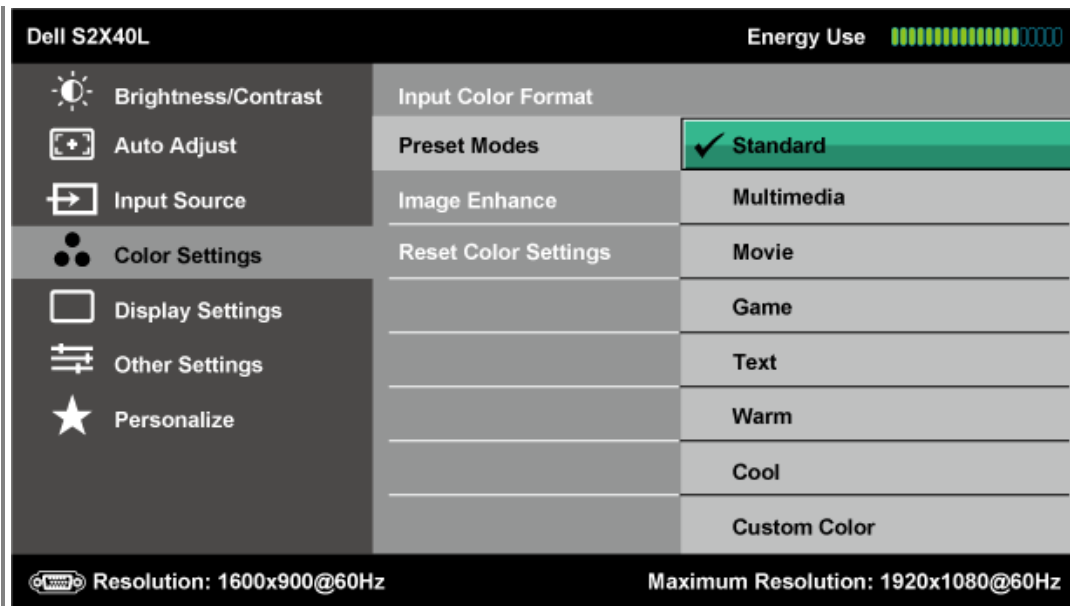 Dell S2X40L
Energy Use
Brightness/Contrast
Auto Adjust
Input Source
Color Settings
Display Settings
Other Settings
Personalize
Input Color Format
Preset Modes
Image Enhance
Reset Color Settings
Standard
Multimedia
Movie
Game
Text
Warm
Cool
Custom Color
Resolution: 1600x900@60Hz
Maximum Resolution: 1920x1080@60Hz